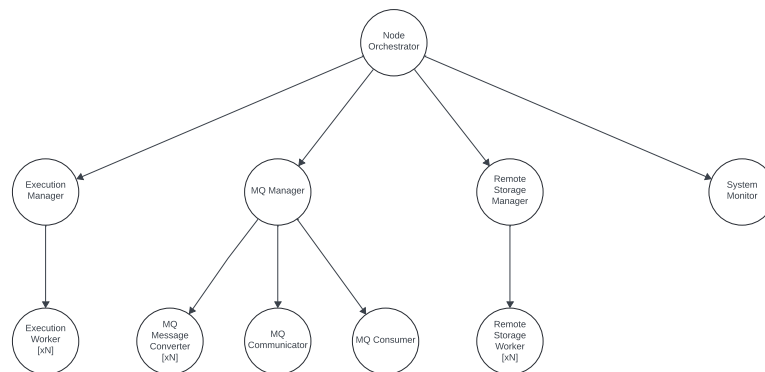 Node
Orchestrator
Execution
Manager
MQ Manager
Remote
Storage
Manager
System
Monitor
Execution
Worker
[xN]
MQ
Message
Converter
[xN]
MQ
Communicator
MQ Consumer
Remote
Storage
Worker
[xN]